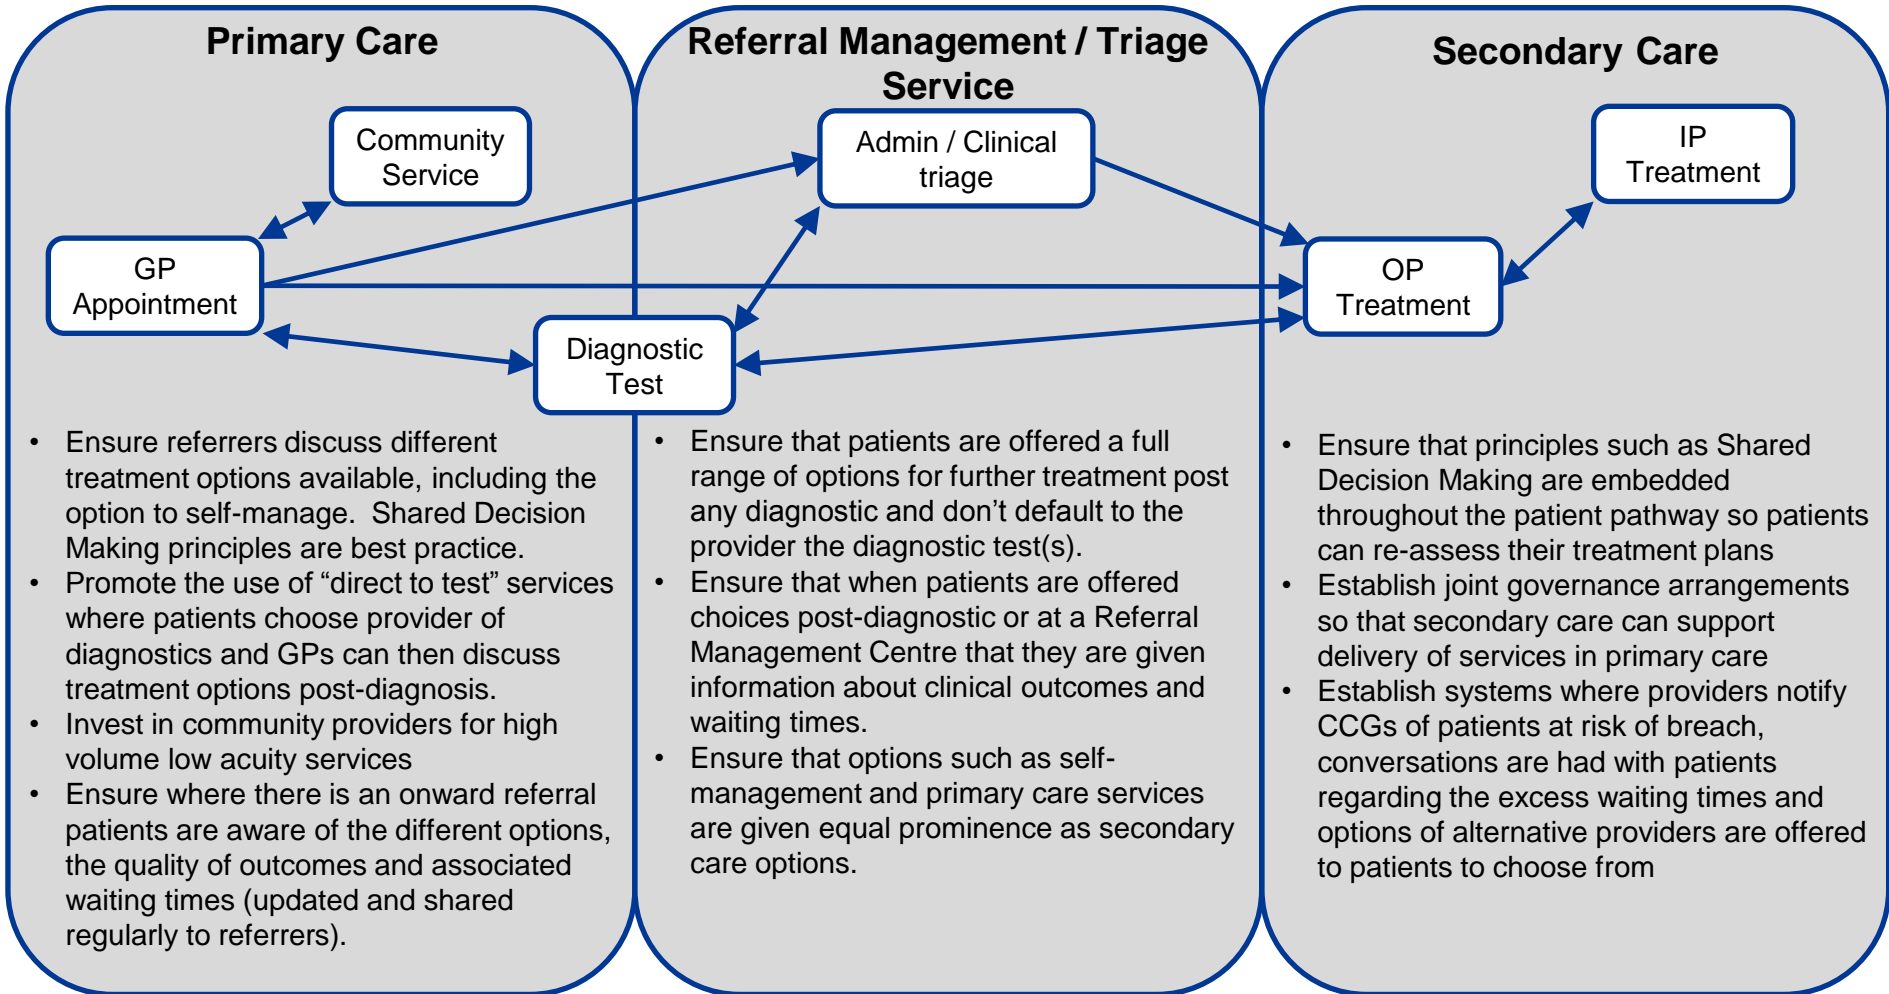 Primary Care
Community
Service
GP
Appointment
Diagnostic
Test
• Ensure referrers discuss different
treatment options available, including the
option to self-manage.  Shared Decision
Making principles are best practice.
• Promote the use of “direct to test” services
where patients choose provider of
diagnostics and GPs can then discuss
treatment options post-diagnosis.
• Invest in community providers for high
volume low acuity services
• Ensure where there is an onward referral
patients are aware of the different options,
the quality of outcomes and associated
waiting times (updated and shared
regularly to referrers).
Referral Management / Triage
Service
Admin / Clinical
triage
• Ensure that patients are offered a full
range of options for further treatment post
any diagnostic and don’t default to the
provider the diagnostic test(s).
• Ensure that when patients are offered
choices post-diagnostic or at a Referral
Management Centre that they are given
information about clinical outcomes and
waiting times.
• Ensure that options such as self-
management and primary care services
are given equal prominence as secondary
care options.
Secondary Care
IP
Treatment
OP
Treatment
• Ensure that principles such as Shared
Decision Making are embedded
throughout the patient pathway so patients
can re-assess their treatment plans
• Establish joint governance arrangements
so that secondary care can support
delivery of services in primary care
• Establish systems where providers notify
CCGs of patients at risk of breach,
conversations are had with patients
regarding the excess waiting times and
options of alternative providers are offered
to patients to choose from